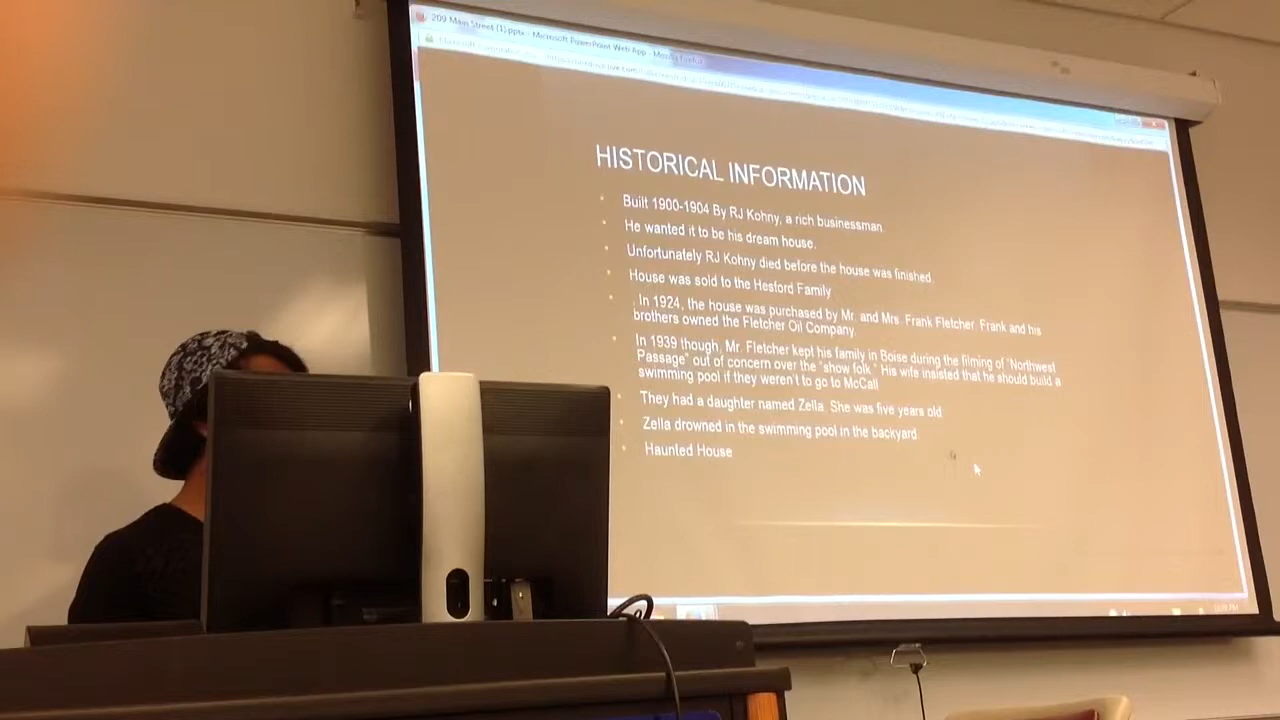 209 Main Street (1).pptx - Microsoft PowerPoint Web App - Mozilla Firefox
HISTORICAL INFORMATION
Built 1900-1904 By RJ Kohny, a rich businessman.
He wanted it to be his dream house.
Unfortunately RJ Kohny died before the house was finished.
House was sold to the Hesford Family
In 1924, the house was purchased by Mr. and Mrs. Frank Fletcher. Frank and his
brothers owned the Fletcher Oil Company.
In 1939 though, Mr. Fletcher kept his family in Boise during the filming of "Northwest
Passage" out of concern over the "show folk." His wife insisted that he should build a
swimming pool if they weren't to go to McCall
They had a daughter named Zella. She was five years old
Zella drowned in the swimming pool in the backyard.
Haunted House